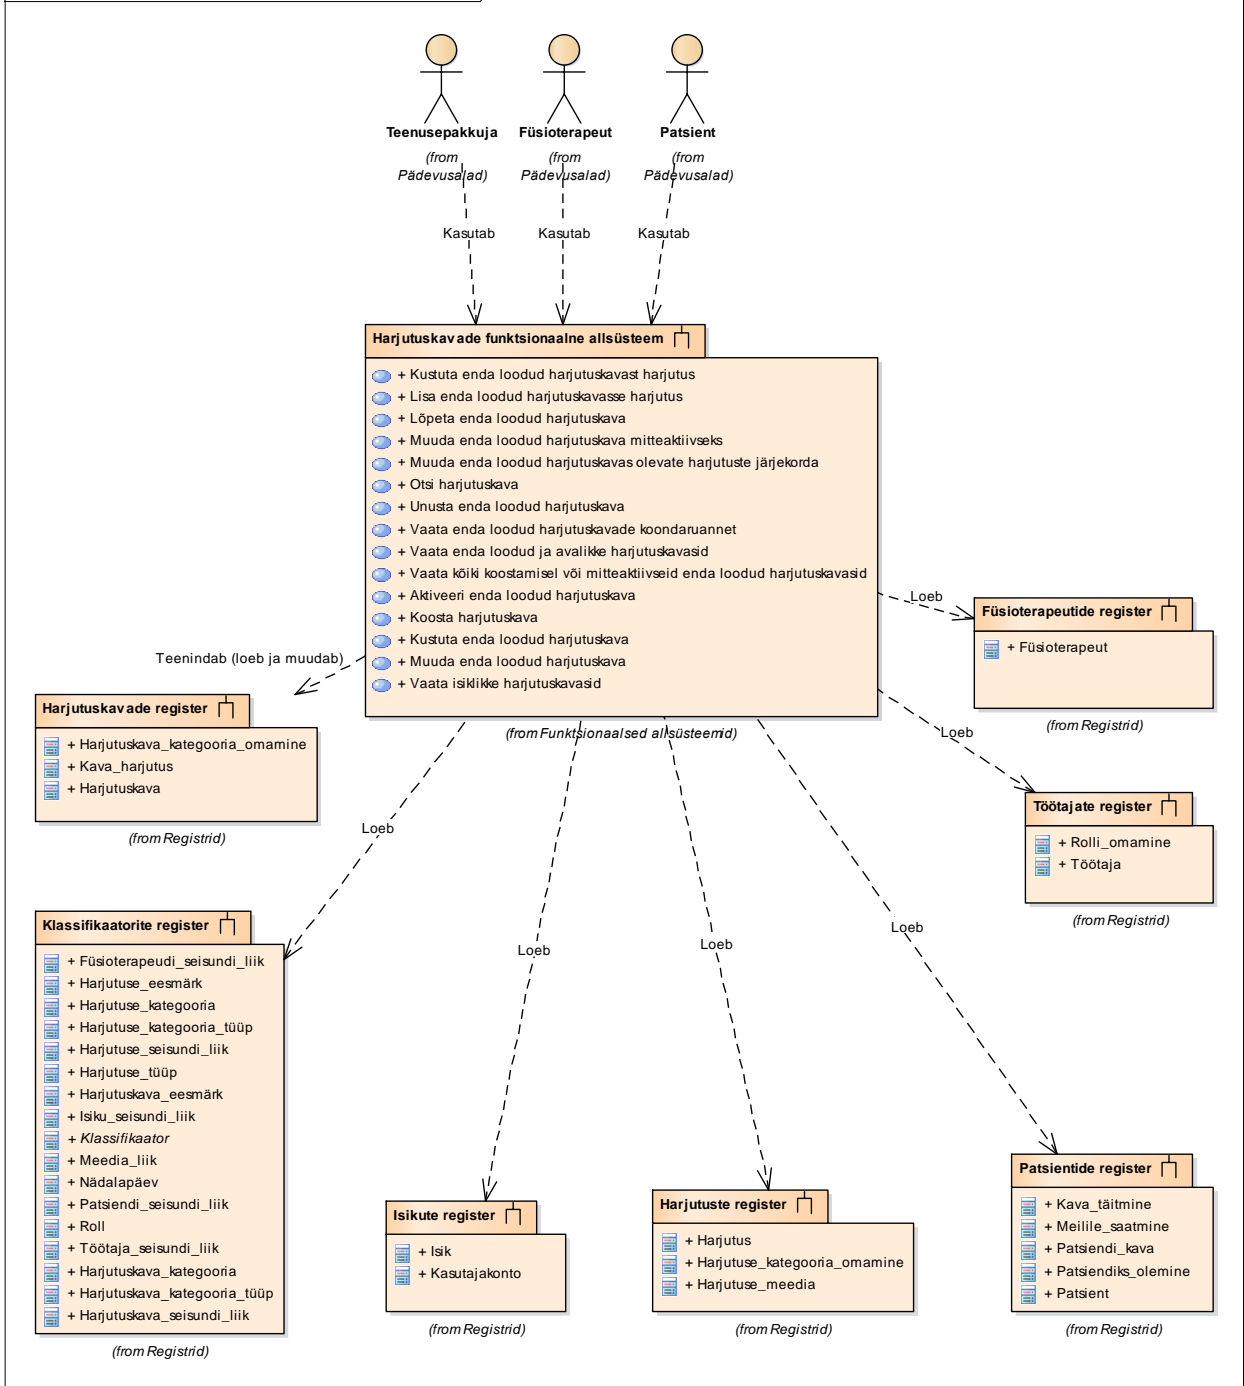 Teenusepakkuja
(from
Pädevusalad)
Füsioterapeut
(from
Pädevusalad)
Patsient
(from
Pädevusalad)
Kasutab
Kasutab
Kasutab
Harjutuskavade funktsionaalne allsüsteem
+ Kustuta enda loodud harjutuskavast harjutus
+ Lisa enda loodud harjutuskavasse harjutus
+ Lõpeta enda loodud harjutuskava
+ Muuda enda loodud harjutuskava mitteaktiivseks
+ Muuda enda loodud harjutuskavas olevate harjutuste järjekorda
+ Otsi harjutuskava
+ Unusta enda loodud harjutuskava
+ Vaata enda loodud harjutuskavade koondaruannet
+ Vaata enda loodud ja avalikke harjutuskavasid
+ Vaata kõiki koostamisel või mitteaktiivseid enda loodud harjutuskavasid
+ Aktiveeri enda loodud harjutuskava
+ Koosta harjutuskava
+ Kustuta enda loodud harjutuskava
+ Muuda enda loodud harjutuskava
+ Vaata isiklikke harjutuskavasid
(from Funktsionaalsed allsüsteemid)
Loeb
Füsioterapeutide register
+ Füsioterapeut
(from Registrid)
Teenindab (loeb ja muudab)
Harjutuskavade register
+ Harjutuskava_kategooria_omamine
+ Kava_harjutus
+ Harjutuskava
(from Registrid)
Loeb
Töötajate register
+ Rolli_omamine
+ Töötaja
(from Registrid)
Loeb
Klassifikaatorite register
+ Füsioterapeudi_seisundi_liik
+ Harjutuse_eesmärk
+ Harjutuse_kategooria
+ Harjutuse_kategooria_tüüp
+ Harjutuse_seisundi_liik
+ Harjutuse_tüüp
+ Harjutuskava_eesmärk
+ Isiku_seisundi_liik
+ Klassifikaator
+ Meedia_liik
+ Nädalapäev
+ Patsiendi_seisundi_liik
+ Roll
+ Töötaja_seisundi_liik
+ Harjutuskava_kategooria
+ Harjutuskava_kategooria_tüüp
+ Harjutuskava_seisundi_liik
(from Registrid)
Loeb
Isikute register
+ Isik
+ Kasutajakonto
(from Registrid)
Loeb
Harjutuste register
+ Harjutus
+ Harjutuse_kategooria_omamine
+ Harjutuse_meedia
(from Registrid)
Loeb
Patsientide register
+ Kava_täitmine
+ Meilile_saatmine
+ Patsiendi_kava
+ Patsiendiks_olemine
+ Patsient
(from Registrid)